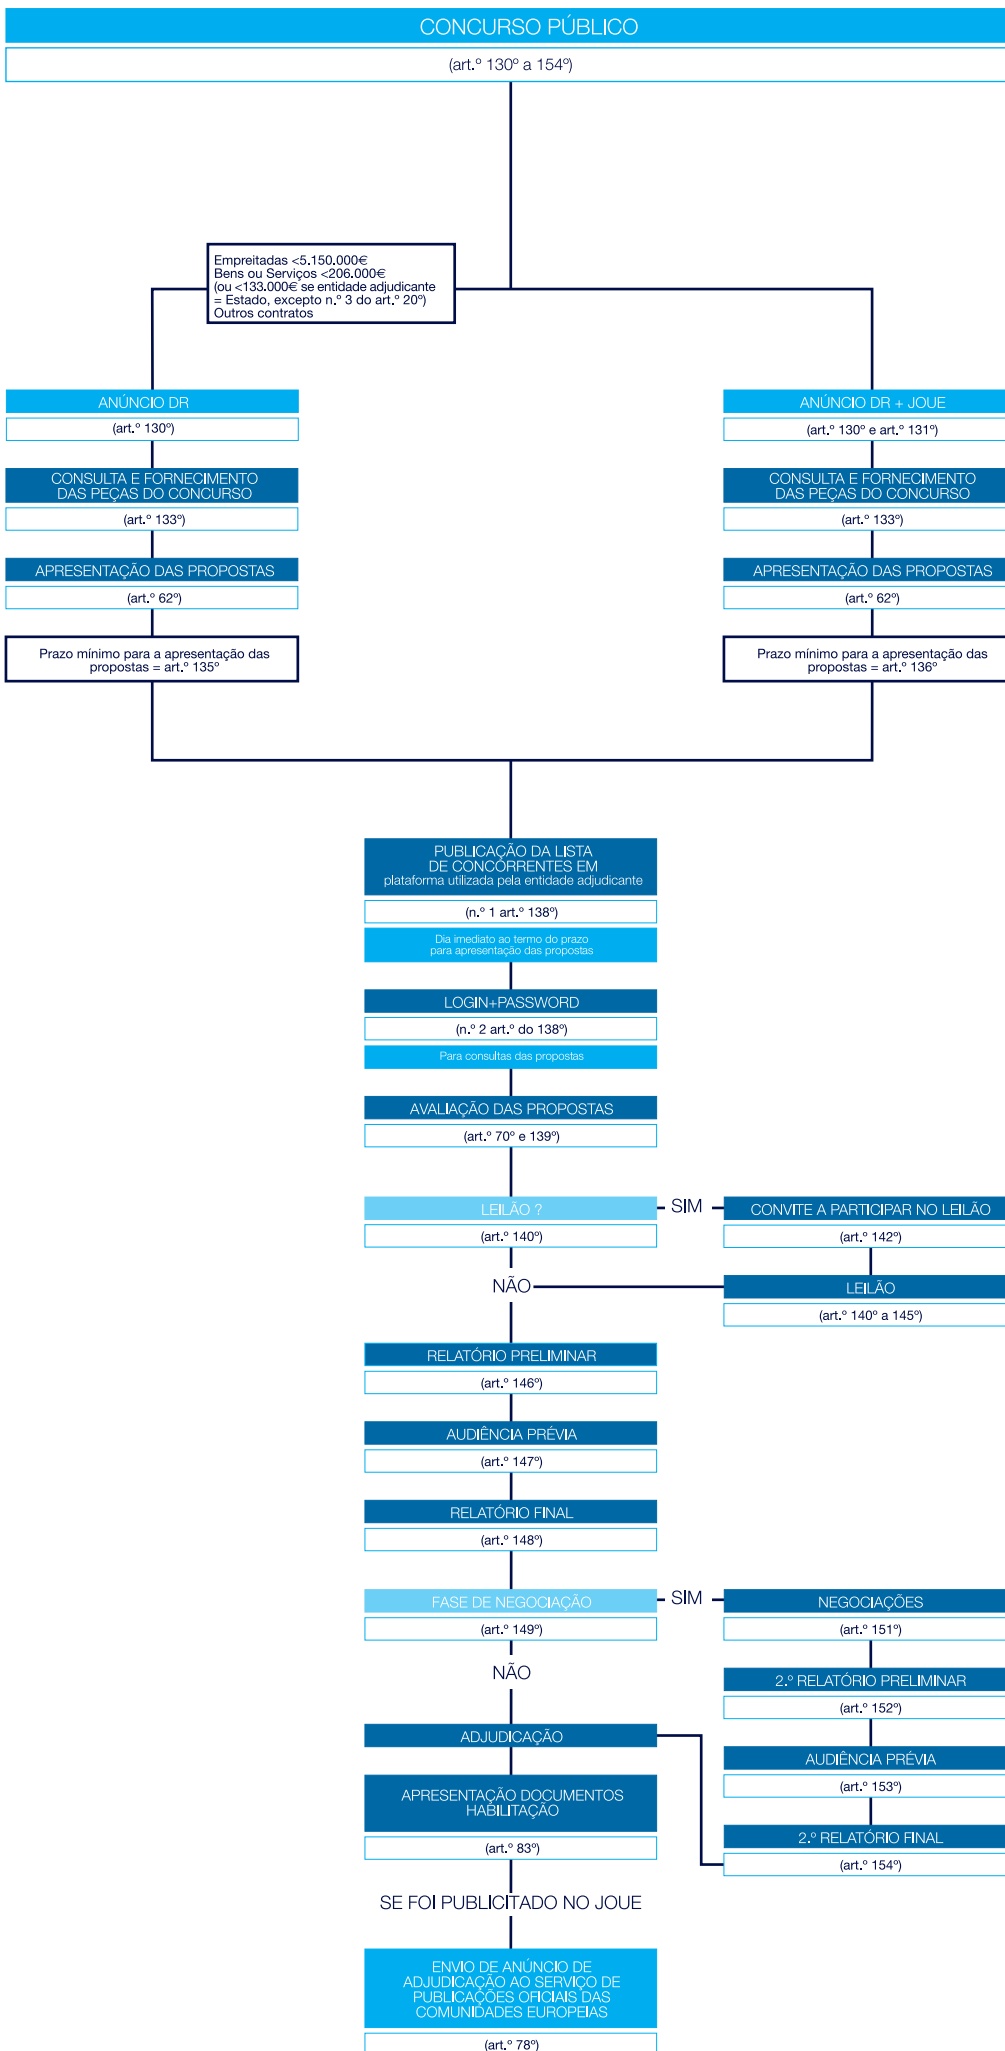 CONCURSO PÚBLICO
(art.º 130º a 154º)
Empreitadas <5.150.000€
Bens ou Serviços <206.000€
(ou <133.000€ se entidade adjudicante
= Estado, excepto n.º 3 do art.º 20º)
Outros contratos
ANÚNCIO DR
(art.º 130º)
CONSULTA E FORNECIMENTO
DAS PEÇAS DO CONCURSO
(art.º 133º)
APRESENTAÇÃO DAS PROPOSTAS
(art.º 62º)
Prazo mínimo para a apresentação das
propostas = art.º 135º
ANÚNCIO DR + JOUE
(art.º 130º e art.º 131º)
CONSULTA E FORNECIMENTO
DAS PEÇAS DO CONCURSO
(art.º 133º)
APRESENTAÇÃO DAS PROPOSTAS
(art.º 62º)
Prazo mínimo para a apresentação das
propostas = art.º 136º
PUBLICAÇÃO DA LISTA
DE CONCORRENTES EM
plataforma utilizada pela entidade adjudicante
(n.º 1 art.º 138º)
Dia imediato ao termo do prazo
para apresentação das propostas
LOGIN+PASSWORD
(n.º 2 art.º do 138º)
Para consultas das propostas
AVALIAÇÃO DAS PROPOSTAS
(art.º 70º e 139º)
LEILÃO ?
(art.º 140º)
SIM
CONVITE A PARTICIPAR NO LEILÃO
(art.º 142º)
LEILÃO
(art.º 140º a 145º)
NÃO
RELATÓRIO PRELIMINAR
(art.º 146º)
AUDIÊNCIA PRÉVIA
(art.º 147º)
RELATÓRIO FINAL
(art.º 148º)
FASE DE NEGOCIAÇÃO
(art.º 149º)
SIM
NEGOCIAÇÕES
(art.º 151º)
2.º RELATÓRIO PRELIMINAR
(art.º 152º)
AUDIÊNCIA PRÉVIA
(art.º 153º)
2.º RELATÓRIO FINAL
(art.º 154º)
NÃO
ADJUDICAÇÃO
APRESENTAÇÃO DOCUMENTOS
HABILITAÇÃO
(art.º 83º)
SE FOI PUBLICITADO NO JOUE
ENVIO DE ANÚNCIO DE
ADJUDICAÇÃO AO SERVIÇO DE
PUBLICAÇÕES OFICIAIS DAS
COMUNIDADES EUROPEIAS
(art.º 78º)